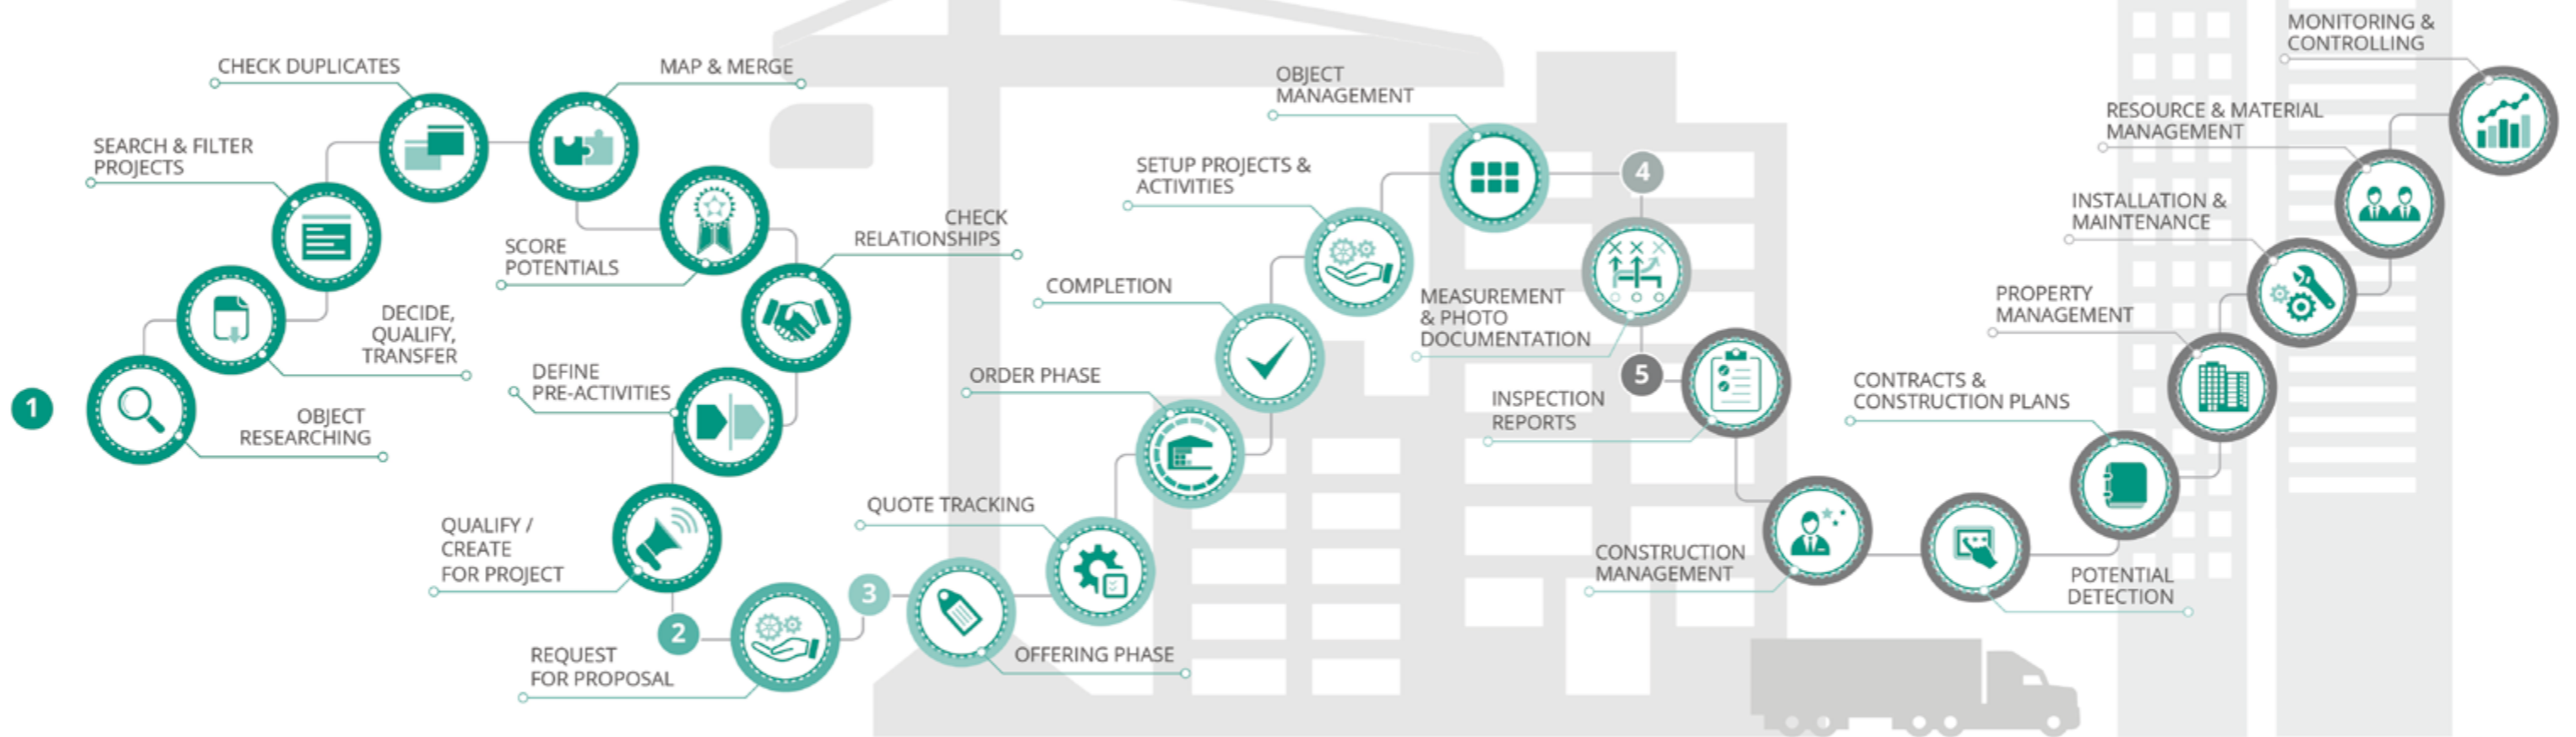 1
OBJECT
RESEARCHING
DECIDE,
QUALIFY,
TRANSFER
SEARCH & FILTER
PROJECTS
CHECK DUPLICATES
MAP & MERGE
SCORE
POTENTIALS
CHECK
RELATIONSHIPS
DEFINE
PRE-ACTIVITIES
QUALIFY /
CREATE
FOR PROJECT
2
REQUEST
FOR PROPOSAL
3
OFFERING PHASE
QUOTE TRACKING
ORDER PHASE
COMPLETION
SETUP PROJECTS &
ACTIVITIES
OBJECT
MANAGEMENT
4
MEASUREMENT
& PHOTO
DOCUMENTATION
5
INSPECTION
REPORTS
CONSTRUCTION
MANAGEMENT
POTENTIAL
DETECTION
CONTRACTS &
CONSTRUCTION PLANS
PROPERTY
MANAGEMENT
INSTALLATION &
MAINTENANCE
RESOURCE & MATERIAL
MANAGEMENT
MONITORING &
CONTROLLING